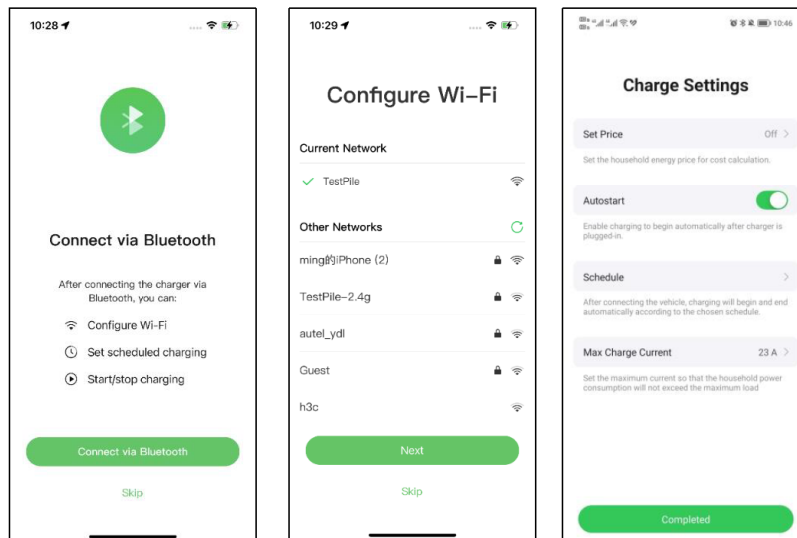 10:28
Connect via Bluetooth
After connecting the charger via
Bluetooth, you can:
Configure Wi-Fi
Set scheduled charging
Start/stop charging
Connect via Bluetooth
Skip
10:29
Configure Wi-Fi
Current Network
TestPile
Other Networks
ming的iPhone (2)
TestPile-2.4g
autel_ydl
Guest
h3c
Next
Skip
10:46
Charge Settings
Set Price Off
Set the household energy price for cost calculation.
Autostart
Enable charging to begin automatically after charger is
plugged-in.
Schedule
After connecting the vehicle, charging will begin and end
automatically according to the chosen schedule.
Max Charge Current 23 A
Set the maximum current so that the household power
consumption will not exceed the maximum load
Completed